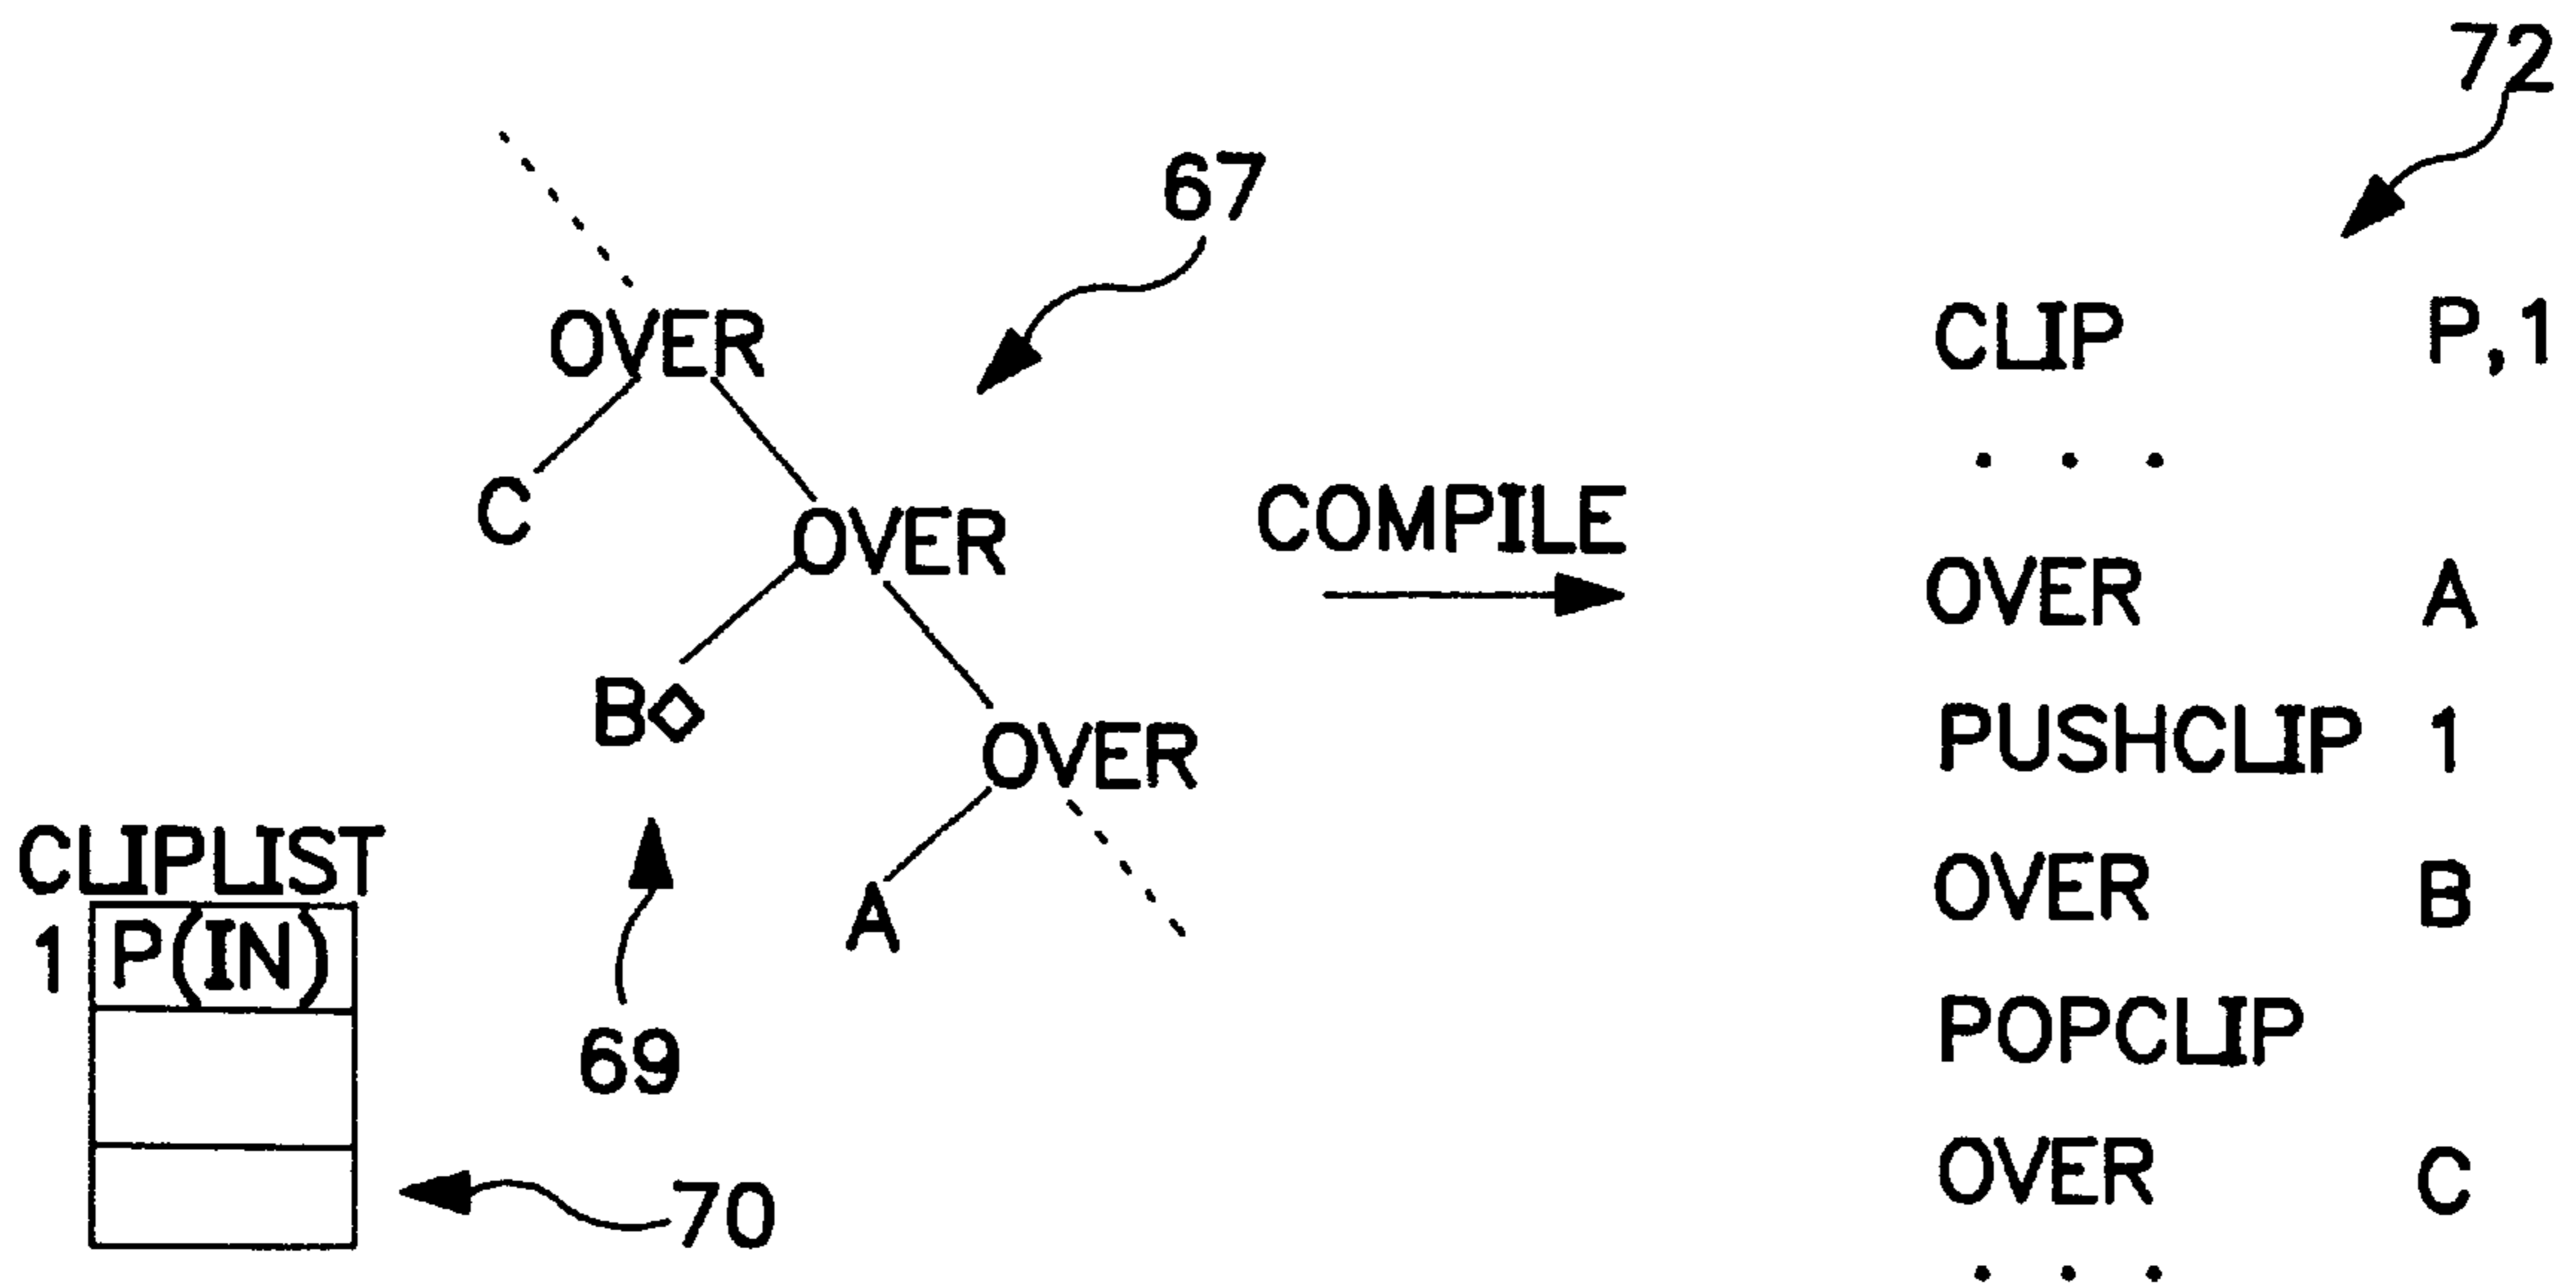 72
67
OVER
C
OVER
B◇
OVER
A
CLIPLIST
1 P(IN)
69
70
COMPILE
CLIP P,1
. . .
OVER A
PUSHCLIP 1
OVER B
POPCLIP
OVER C
. . .